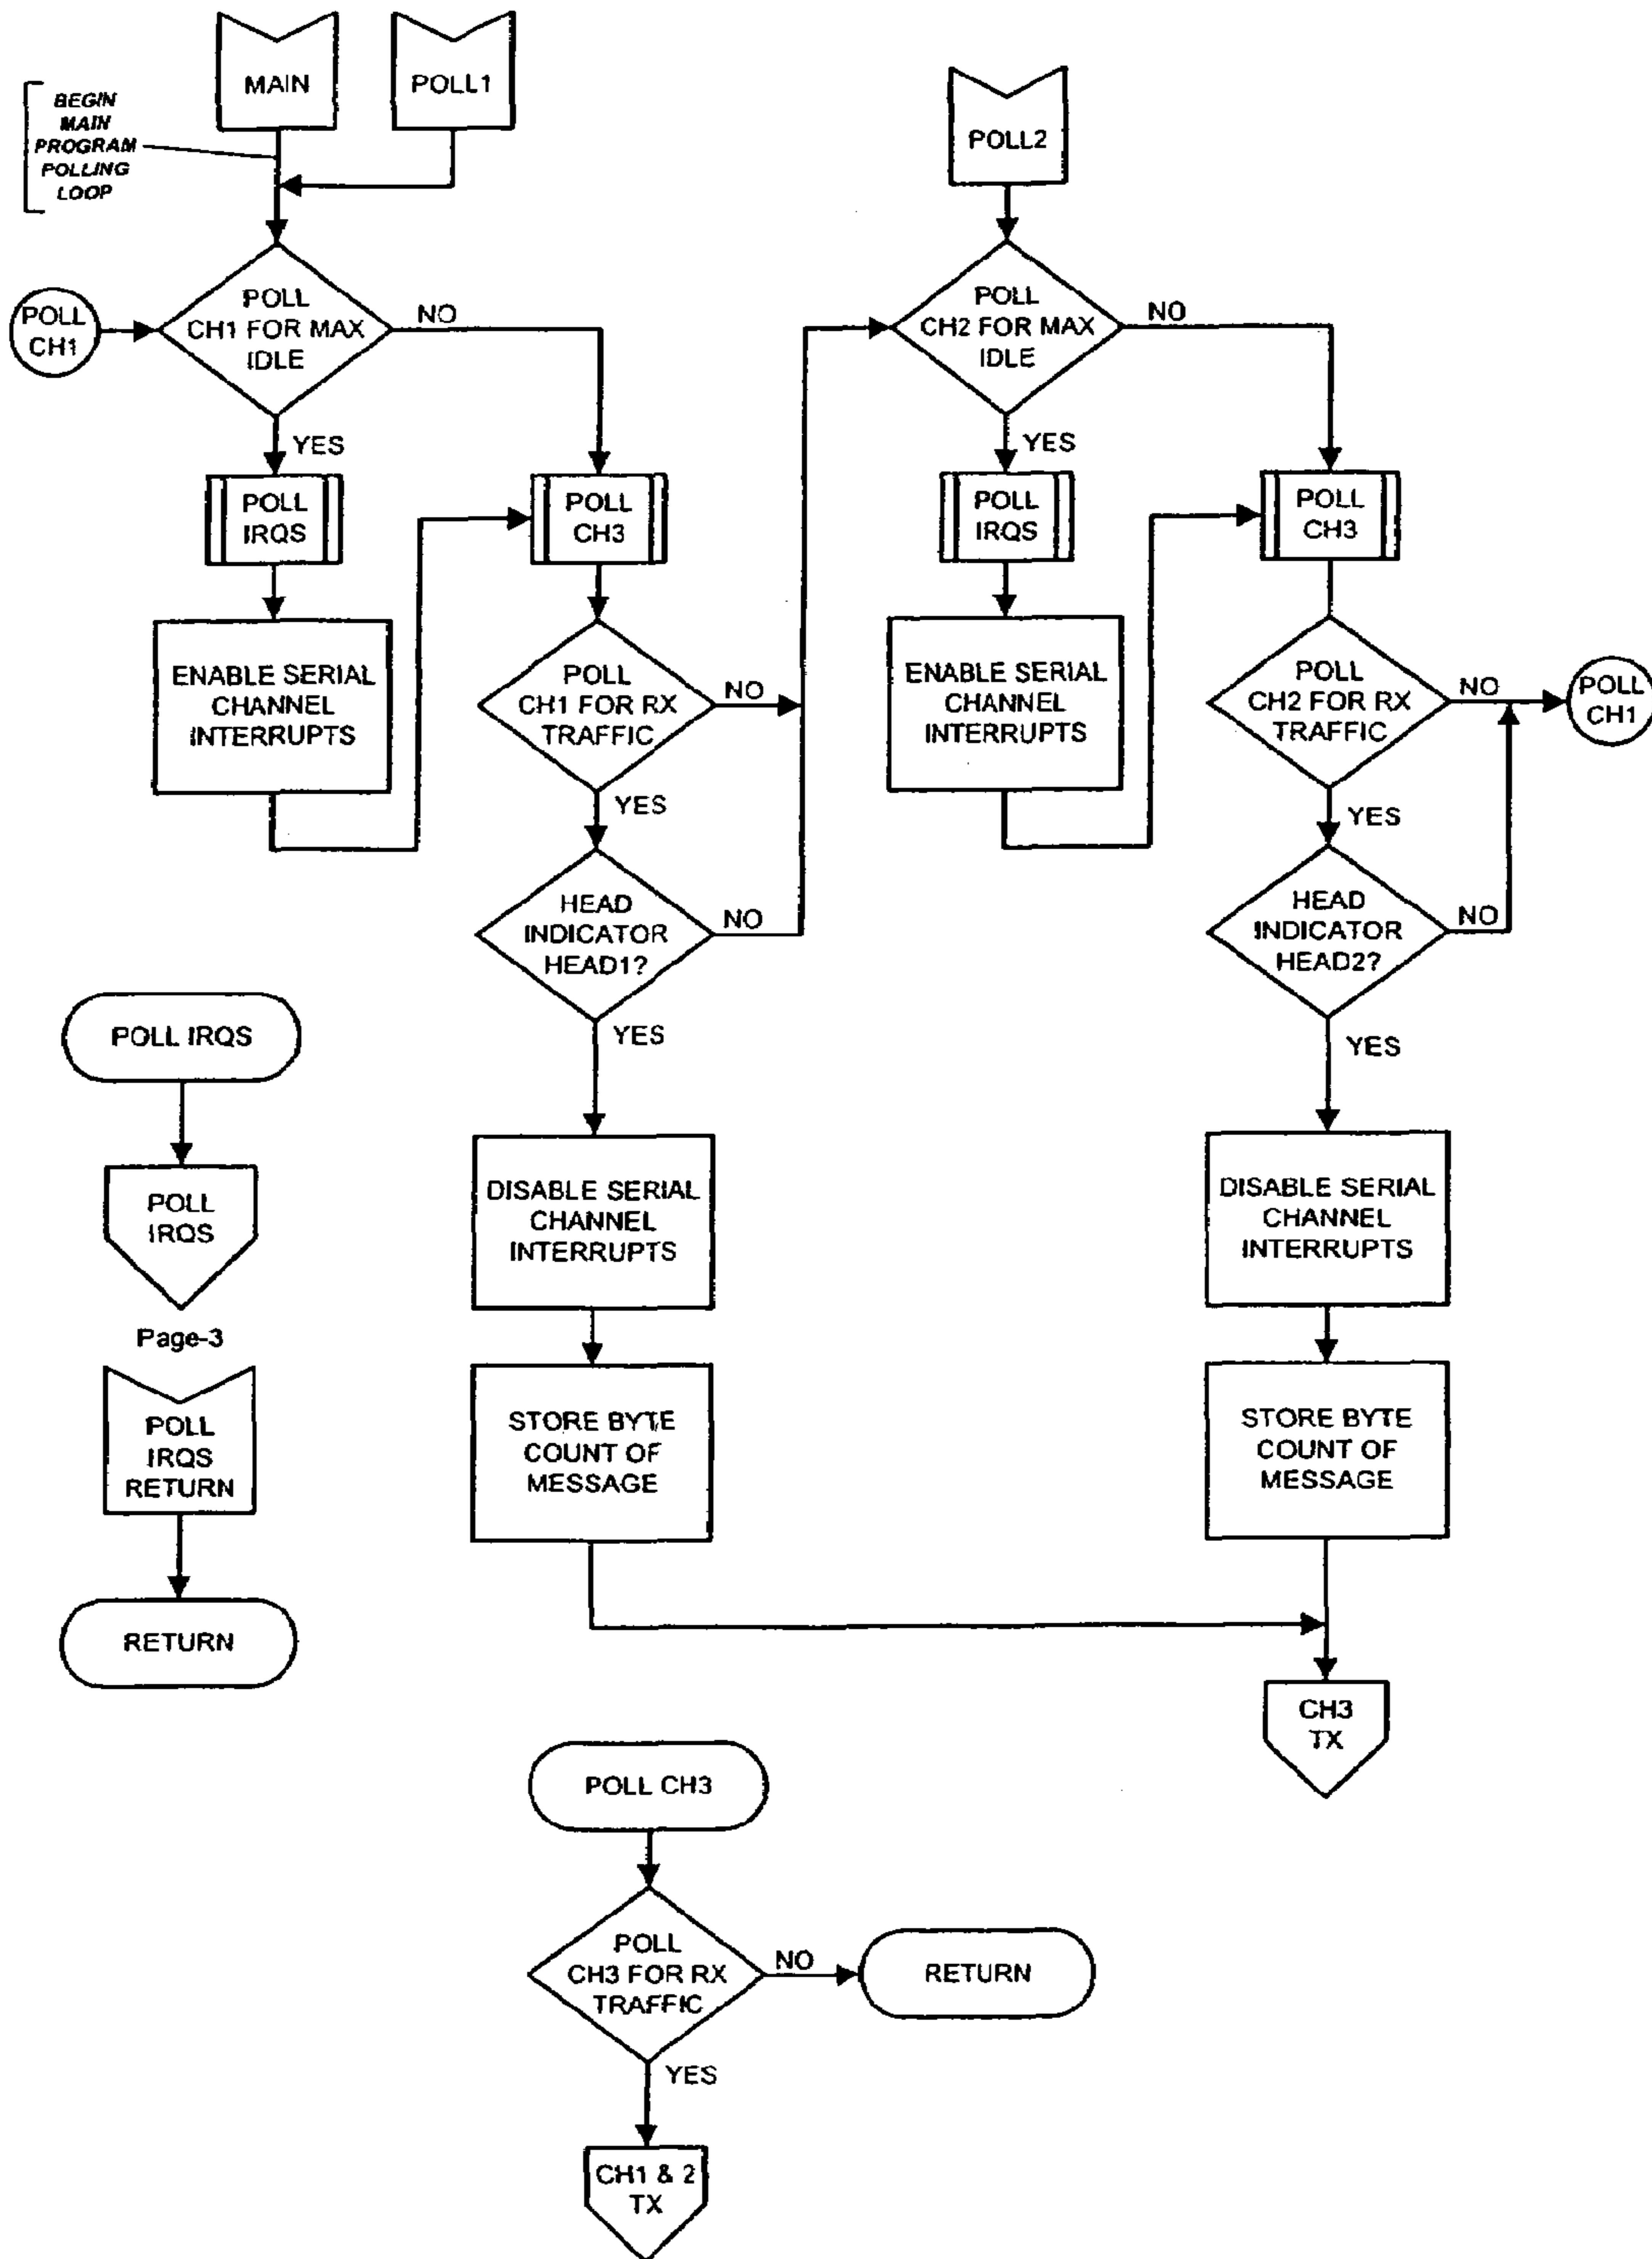 MAIN
POLL1
BEGIN
MAIN
PROGRAM
POLLING
LOOP
POLL2
POLL
CH1
POLL
CH1 FOR MAX
IDLE
NO
YES
POLL
IRQS
POLL
CH3
ENABLE SERIAL
CHANNEL
INTERRUPTS
POLL
CH1 FOR RX
TRAFFIC
NO
YES
HEAD
INDICATOR
HEAD1?
NO
YES
DISABLE SERIAL
CHANNEL
INTERRUPTS
STORE BYTE
COUNT OF
MESSAGE
POLL
CH2 FOR MAX
IDLE
NO
YES
POLL
IRQS
POLL
CH3
ENABLE SERIAL
CHANNEL
INTERRUPTS
POLL
CH2 FOR RX
TRAFFIC
NO
POLL
CH1
YES
HEAD
INDICATOR
HEAD2?
NO
YES
DISABLE SERIAL
CHANNEL
INTERRUPTS
STORE BYTE
COUNT OF
MESSAGE
CH3
TX
POLL IRQS
POLL
IRQS
Page-3
POLL
IRQS
RETURN
RETURN
POLL CH3
POLL
CH3 FOR RX
TRAFFIC
NO
RETURN
YES
CH1 & 2
TX